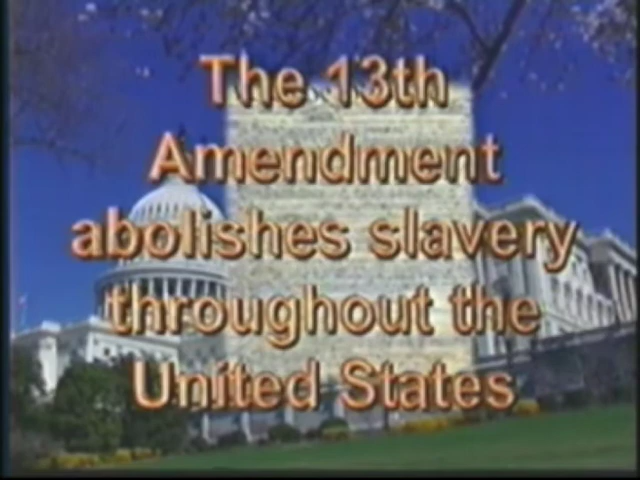 The 13th
Amendment
abolishes slavery
throughout the
United States